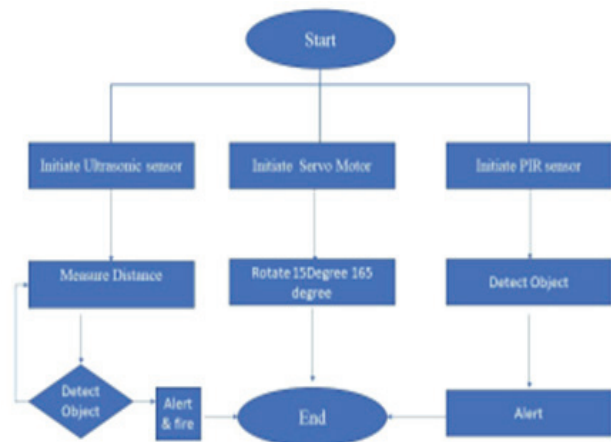 Start
Initiate Ultrasonic sensor
Initiate Servo Motor
Initiate PIR sensor
Measure Distance
Rotate 15Degree 165
degree
Detect Object
Detect
Object
Alert
& fire
End
Alert